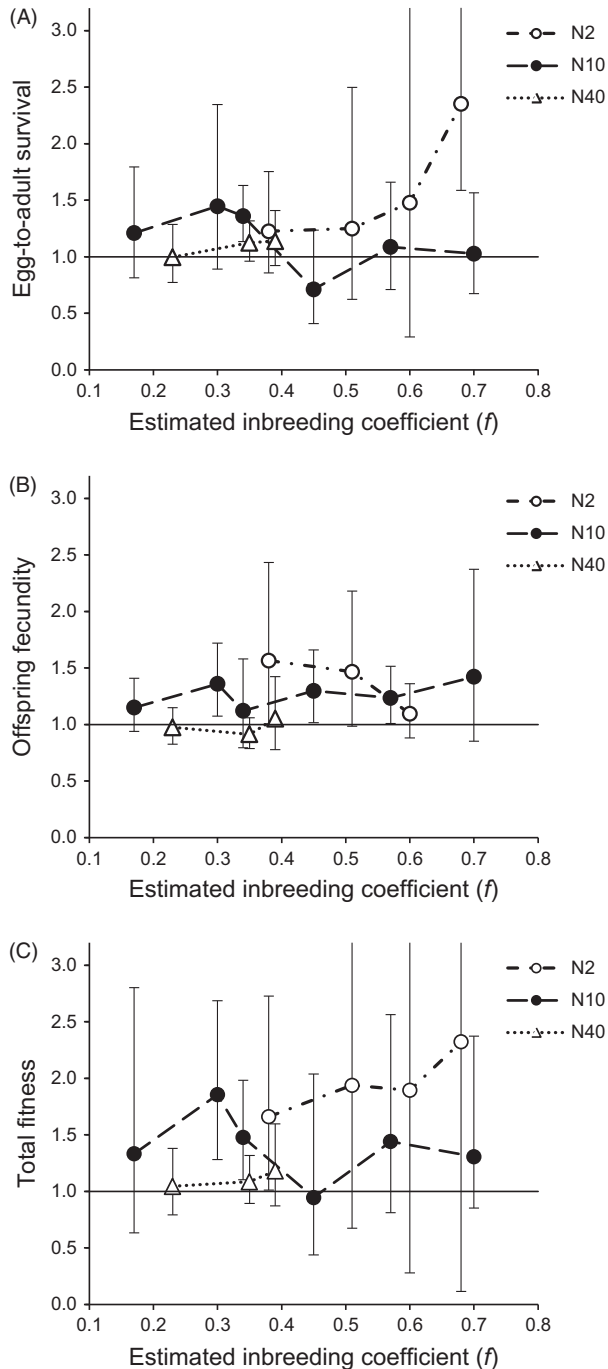 (A)
3.0
2.5
2.0
1.5
1.0
0.5
0.0
Egg-to-adult survival
N2
N10
N40
0.1 0.2 0.3 0.4 0.5 0.6 0.7 0.8
Estimated inbreeding coefficient (f)
(B)
3.0
2.5
2.0
1.5
1.0
0.5
0.0
Offspring fecundity
N2
N10
N40
0.1 0.2 0.3 0.4 0.5 0.6 0.7 0.8
Estimated inbreeding coefficient (f)
(C)
3.0
2.5
2.0
1.5
1.0
0.5
0.0
Total fitness
N2
N10
N40
0.1 0.2 0.3 0.4 0.5 0.6 0.7 0.8
Estimated inbreeding coefficient (f)